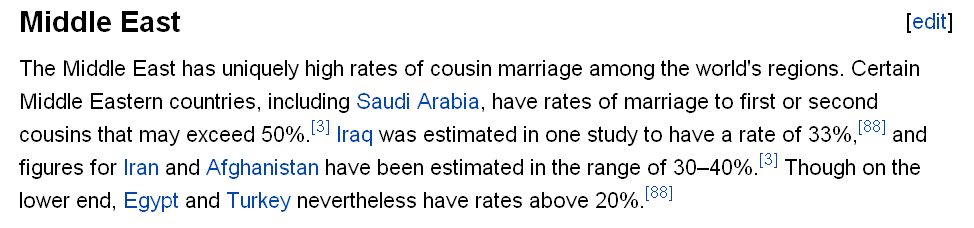 Middle East [edit]
The Middle East has uniquely high rates of cousin marriage among the world's regions. Certain
Middle Eastern countries, including Saudi Arabia, have rates of marriage to first or second
cousins that may exceed 50%.[3] Iraq was estimated in one study to have a rate of 33%,[88] and
figures for Iran and Afghanistan have been estimated in the range of 30–40%.[3] Though on the
lower end, Egypt and Turkey nevertheless have rates above 20%.[88]